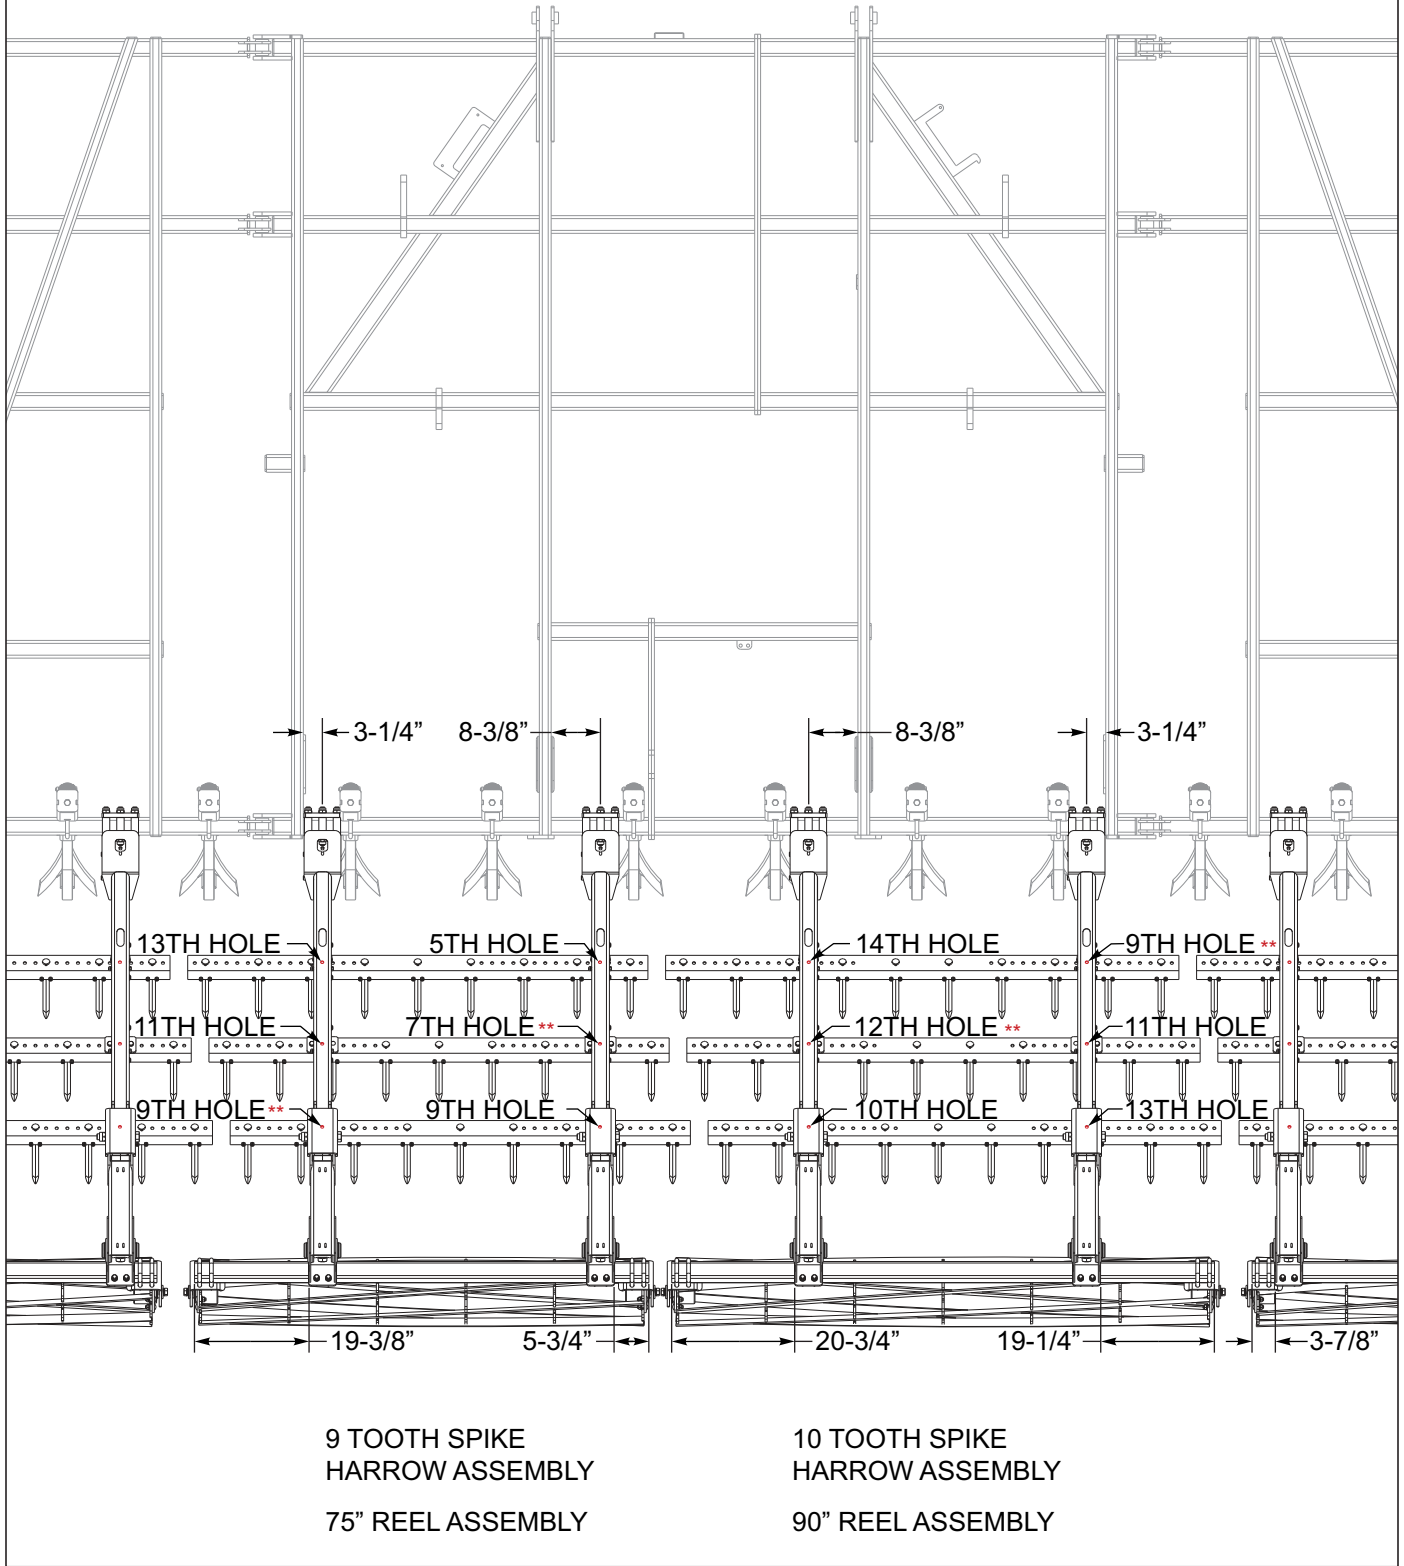 3-1/4” 8-3/8” 8-3/8” 3-1/4”
13TH HOLE 5TH HOLE 14TH HOLE 9TH HOLE **
11TH HOLE 7TH HOLE ** 12TH HOLE ** 11TH HOLE
9TH HOLE ** 9TH HOLE 10TH HOLE 13TH HOLE
19-3/8” 5-3/4” 20-3/4” 19-1/4” 3-7/8”
9 TOOTH SPIKE
HARROW ASSEMBLY
75” REEL ASSEMBLY
10 TOOTH SPIKE
HARROW ASSEMBLY
90” REEL ASSEMBLY